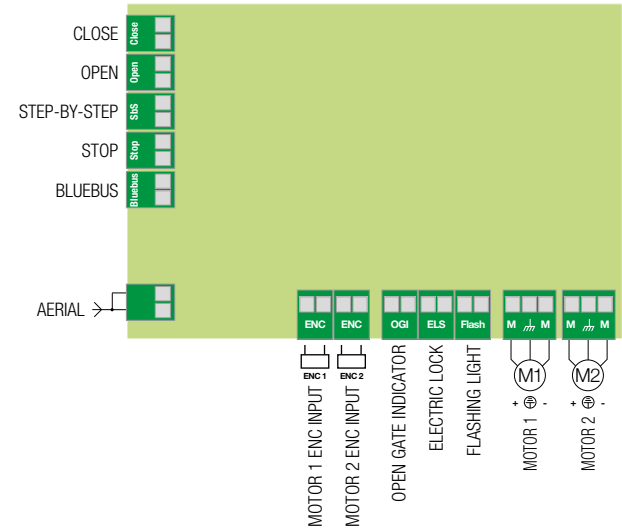 CLOSE
Close
OPEN
Open
STEP-BY-STEP
SbS
STOP
Stop
BLUEBUS
Bluebus
AERIAL
ENC
ENC
OGI
ELS
Flash
M M
M M
ENC 1
ENC 2
M1
M2
+ -
+ -
MOTOR 1 ENC INPUT
MOTOR 2 ENC INPUT
OPEN GATE INDICATOR
ELECTRIC LOCK
FLASHING LIGHT
MOTOR 1
MOTOR 2